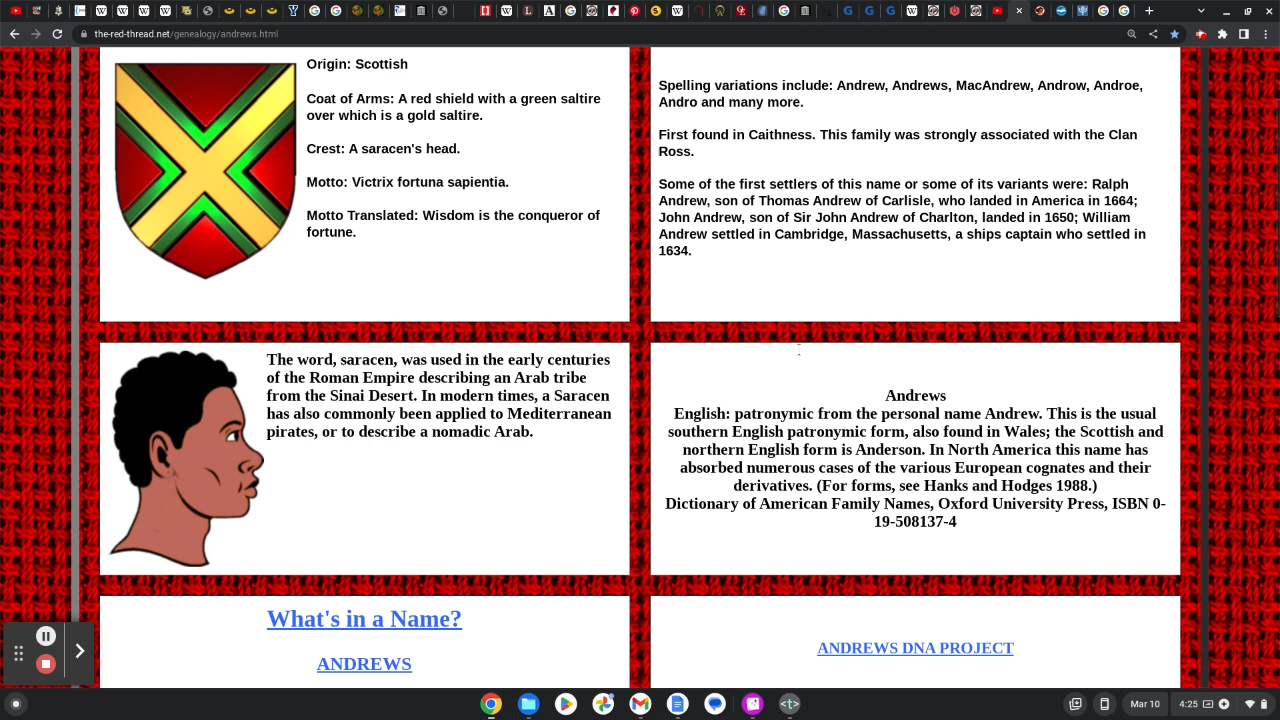 the-red-thread.net/genealogy/andrews.html
Origin: Scottish
Coat of Arms: A red shield with a green saltire
over which is a gold saltire.
Crest: A saracen's head.
Motto: Victrix fortuna sapientia.
Motto Translated: Wisdom is the conqueror of
fortune.
Spelling variations include: Andrew, Andrews, MacAndrew, Androw, Androe,
Andro and many more.
First found in Caithness. This family was strongly associated with the Clan
Ross.
Some of the first settlers of this name or some of its variants were: Ralph
Andrew, son of Thomas Andrew of Carlisle, who landed in America in 1664;
John Andrew, son of Sir John Andrew of Charlton, landed in 1650; William
Andrew settled in Cambridge, Massachusetts, a ships captain who settled in
1634.
The word, saracen, was used in the early centuries
of the Roman Empire describing an Arab tribe
from the Sinai Desert. In modern times, a Saracen
has also commonly been applied to Mediterranean
pirates, or to describe a nomadic Arab.
Andrews
English: patronymic from the personal name Andrew. This is the usual
southern English patronymic form, also found in Wales; the Scottish and
northern English form is Anderson. In North America this name has
absorbed numerous cases of the various European cognates and their
derivatives. (For forms, see Hanks and Hodges 1988.)
Dictionary of American Family Names, Oxford University Press, ISBN 0-
19-508137-4
What's in a Name?
ANDREWS
ANDREWS DNA PROJECT
Mar 10
4:25